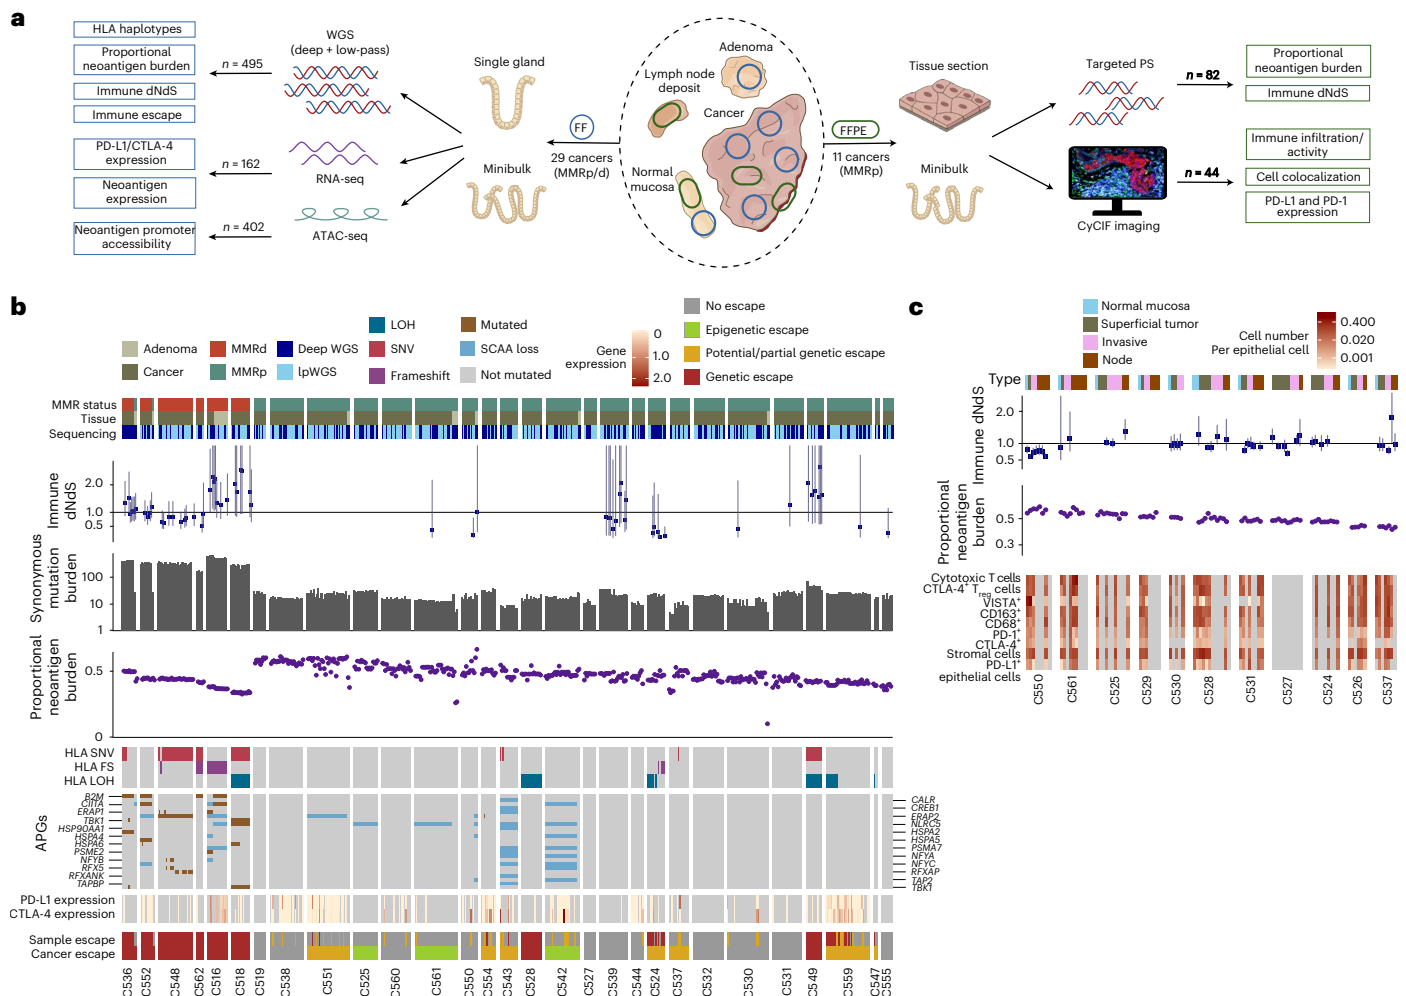 a
HLA haplotypes
Proportional
neoantigen burden
Immune dNdS
Immune escape
PD-L1/CTLA-4
expression
Neoantigen
expression
Neoantigen promoter
accessibility
n = 495
n = 162
n = 402
WGS
(deep + low-pass)
RNA-seq
ATAC-seq
Single gland
Minibulk
FF
29 cancers
(MMRp/d)
Adenoma
Lymph node
deposit
Cancer
Normal
mucosa
FFPE
11 cancers
(MMRp)
Tissue section
Minibulk
Targeted PS
CyCIF imaging
n = 82
n = 44
Proportional
neoantigen burden
Immune dNdS
Immune infiltration/
activity
Cell colocalization
PD-L1 and PD-1
expression
b
Adenoma
Cancer
MMRd
MMRp
Deep WGS
lpWGS
LOH
SNV
Frameshift
Mutated
SCAA loss
Not mutated
Gene
expression
0
1.0
2.0
No escape
Epigenetic escape
Potential/partial genetic escape
Genetic escape
MMR status
Tissue
Sequencing
Immune
dNdS
2.0
1.0
0.5
Synonymous
mutation
burden
100
10
1
Proportional
neoantigen
burden
0.5
0
HLA SNV
HLA FS
HLA LOH
APGs
B2M
CIITA
ERAP1
TBK1
HSP90AA1
HSPA4
HSPA6
PSME2
NFYB
RFX5
RFXANK
TAPBP
CALR
CREB1
ERAP2
NLRC5
HSPA2
HSPA5
PSMA7
NFYA
NFYC
RFXAP
TAP2
TBK1
PD-L1 expression
CTLA-4 expression
Sample escape
Cancer escape
C536
C552
C548
C562
C516
C518
C519
C538
C551
C525
C560
C561
C550
C554
C543
C528
C542
C527
C539
C544
C524
C537
C532
C530
C531
C549
C559
C547
C555
c
Normal mucosa
Superficial tumor
Invasive
Node
Cell number
Per epithelial cell
0.400
0.020
0.001
Type
Immune dNdS
2.0
1.0
0.5
Proportional
neoantigen
burden
0.5
0.3
Cytotoxic T cells
CTLA-4+ Treg cells
VISTA+
CD163+
CD68+
PD-1+
CTLA-4+
Stromal cells
PD-L1+
epithelial cells
C550
C561
C525
C529
C530
C528
C531
C527
C524
C526
C537